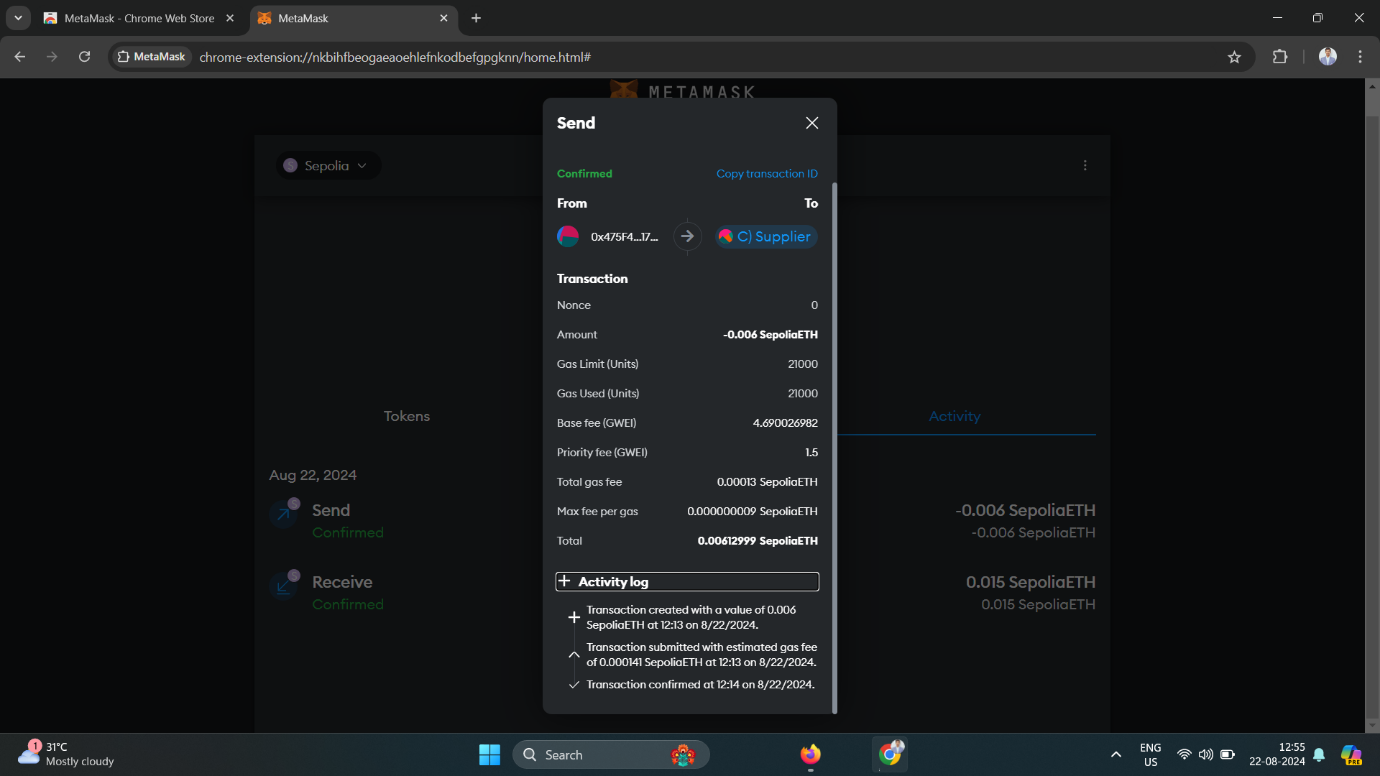 MetaMask - Chrome Web Store
MetaMask
MetaMask
chrome-extension://nkbihfbeogaeaoehlefnkodbefgpgknn/home.html#
METAMASK
Sepolia
Send
Confirmed
Copy transaction ID
From
To
0x475F4...17...
C) Supplier
Transaction
Nonce
0
Amount
-0.006 SepoliaETH
Gas Limit (Units)
21000
Gas Used (Units)
21000
Base fee (GWEI)
4.690026982
Priority fee (GWEI)
1.5
Total gas fee
0.00013 SepoliaETH
Max fee per gas
0.000000009 SepoliaETH
Total
0.00612999 SepoliaETH
Activity log
Transaction created with a value of 0.006
SepoliaETH at 12:13 on 8/22/2024.
Transaction submitted with estimated gas fee
of 0.000141 SepoliaETH at 12:13 on 8/22/2024.
Transaction confirmed at 12:14 on 8/22/2024.
Tokens
Activity
Aug 22, 2024
S
Send
Confirmed
-0.006 SepoliaETH
-0.006 SepoliaETH
S
Receive
Confirmed
0.015 SepoliaETH
0.015 SepoliaETH
1
31°C
Mostly cloudy
Search
ENG
US
12:55
22-08-2024
PRE